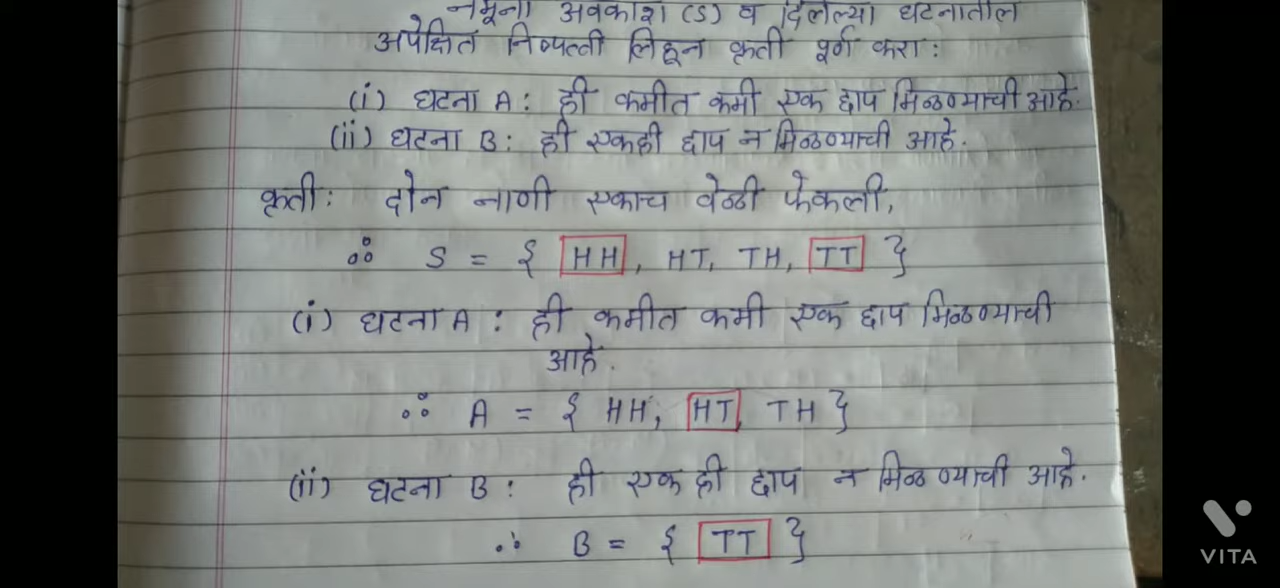 नमूना अवकाश (S) व दिलेल्या घटनातील
अपेक्षित निष्पत्ती लिहून कृती पूर्ण करा:
(i) घटना A: ही कमीत कमी एक छाप मिळण्याची आहे.
(ii) घटना B: ही एकही छाप न मिळण्याची आहे.
कृती: दोन नाणी एकाच वेळी फेकली,
∴ S = { HH, HT, TH, TT }
(i) घटना A : ही कमीत कमी एक छाप मिळण्याची
आहे.
∴ A = { HH, HT, TH }
(ii) घटना B : ही एक ही छाप न मिळण्याची आहे.
∴ B = { TT }
VITA